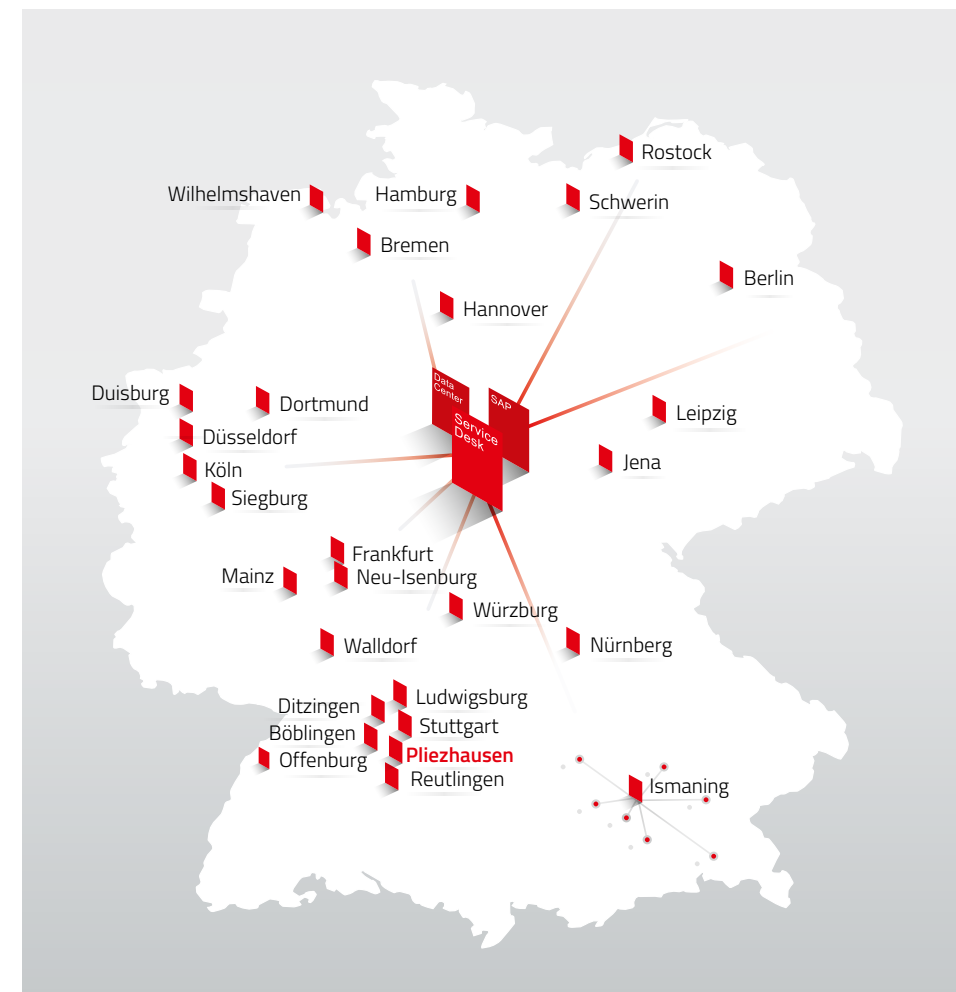 Rostock
Wilhelmshaven
Hamburg
Schwerin
Bremen
Berlin
Hannover
Data
Center
SAP
Service
Desk
Duisburg
Dortmund
Leipzig
Düsseldorf
Jena
Köln
Siegburg
Frankfurt
Mainz
Neu-Isenburg
Würzburg
Walldorf
Nürnberg
Ludwigsburg
Ditzingen
Stuttgart
Böblingen
Pliezhausen
Offenburg
Reutlingen
Ismaning